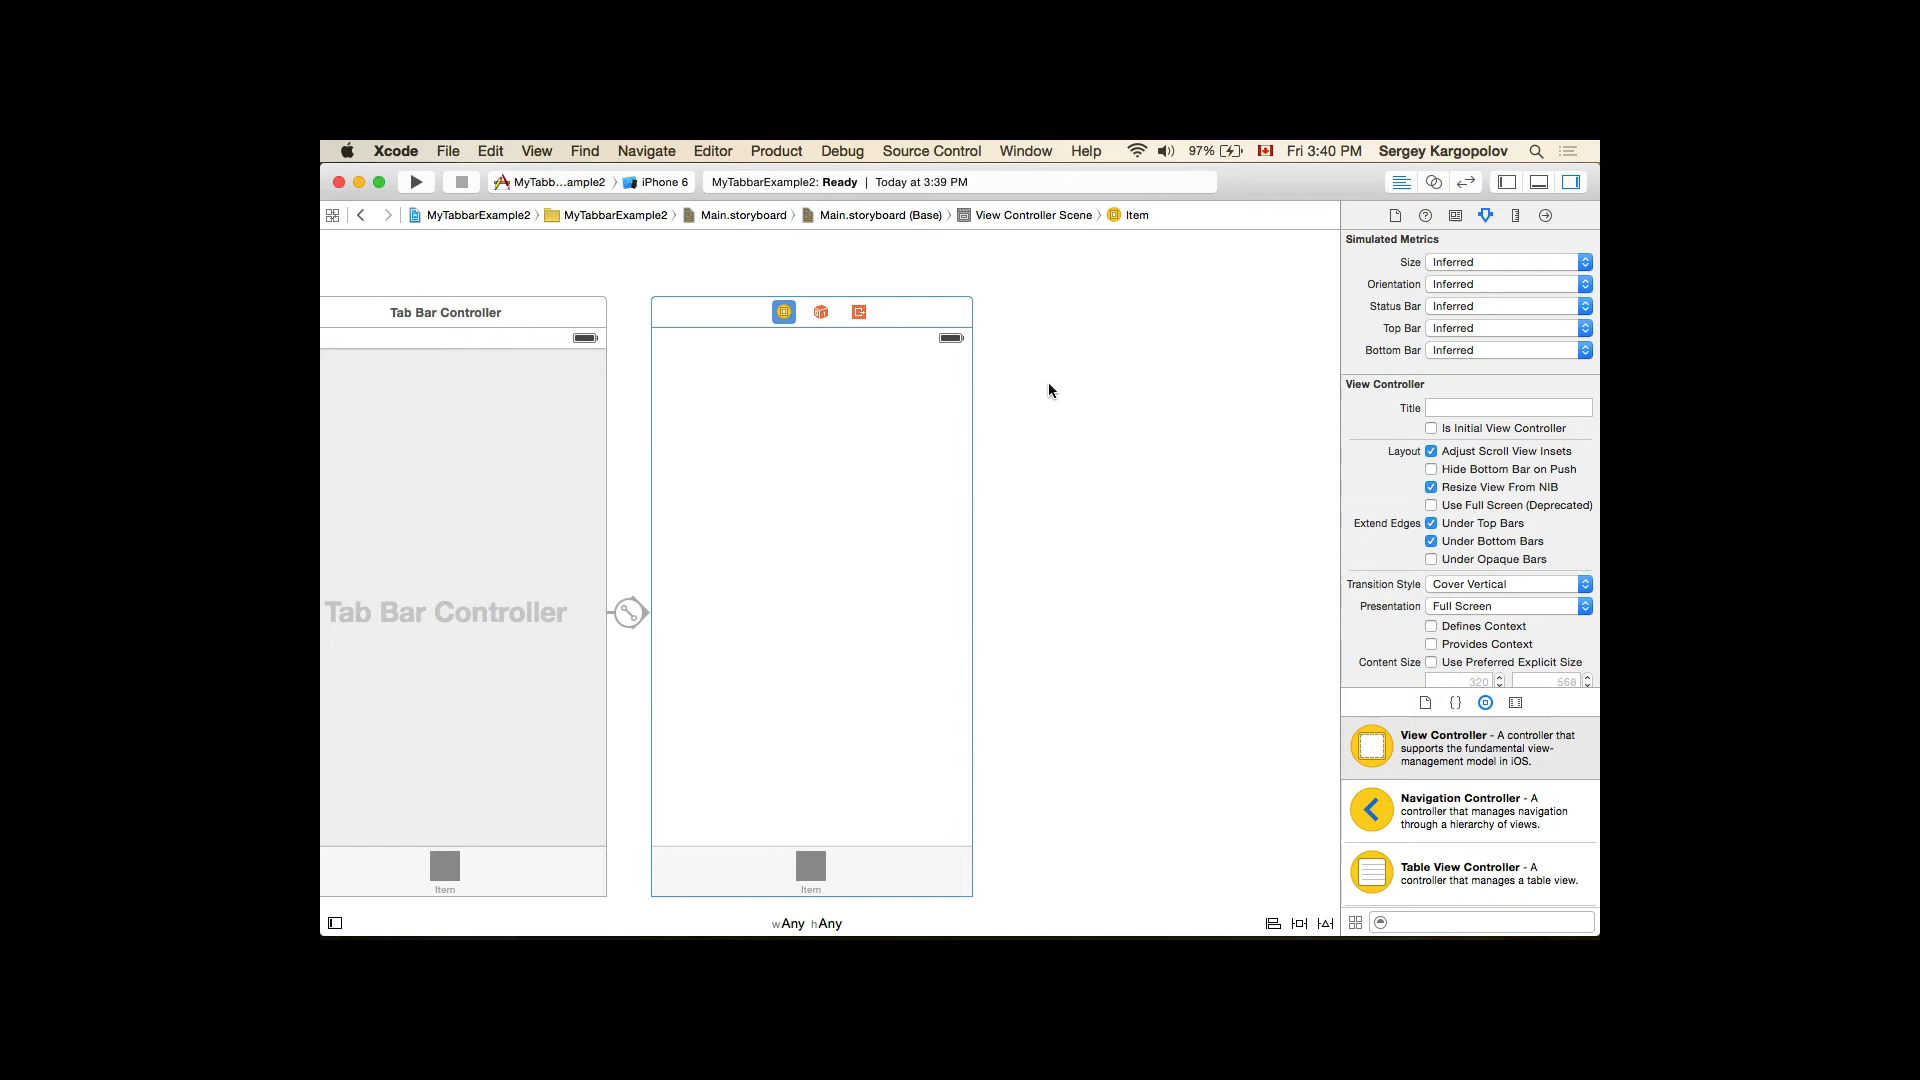 Xcode File Edit View Find Navigate Editor Product Debug Source Control Window Help 97% Fri 3:40 PM Sergey Kargopolov
MyTabb...ample2 iPhone 6 MyTabbarExample2: Ready | Today at 3:39 PM
MyTabbarExample2 MyTabbarExample2 Main.storyboard Main.storyboard (Base) View Controller Scene Item
Tab Bar Controller
Tab Bar Controller
Item
Item
wAny hAny
Simulated Metrics
Size Inferred
Orientation Inferred
Status Bar Inferred
Top Bar Inferred
Bottom Bar Inferred
View Controller
Title
Is Initial View Controller
Layout Adjust Scroll View Insets
Hide Bottom Bar on Push
Resize View From NIB
Use Full Screen (Deprecated)
Extend Edges Under Top Bars
Under Bottom Bars
Under Opaque Bars
Transition Style Cover Vertical
Presentation Full Screen
Defines Context
Provides Context
Content Size Use Preferred Explicit Size
320 568
{}
View Controller - A controller that
supports the fundamental view-
management model in iOS.
Navigation Controller - A
controller that manages navigation
through a hierarchy of views.
Table View Controller - A
controller that manages a table view.